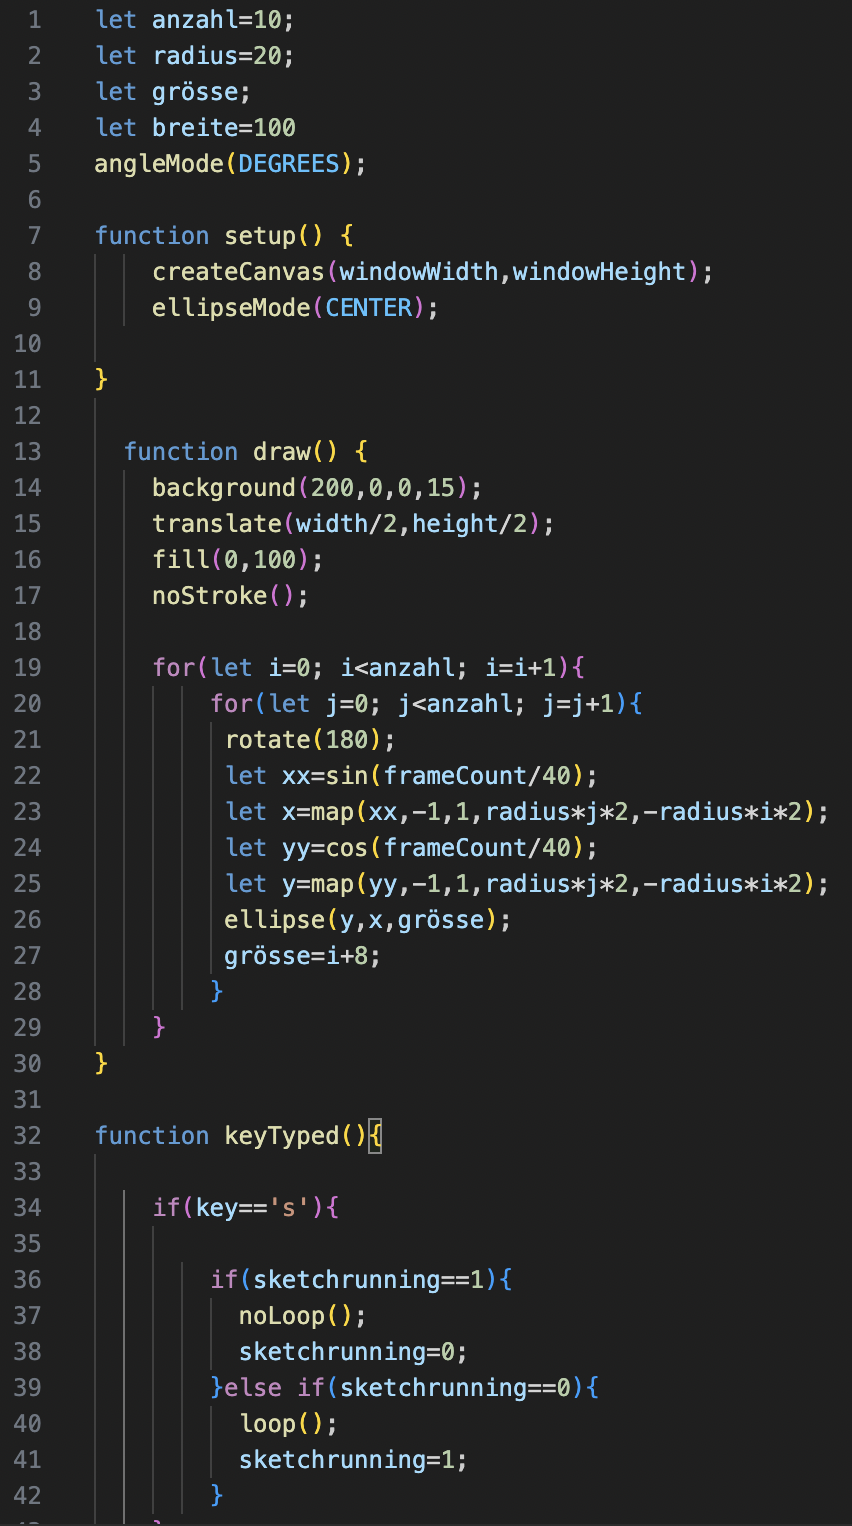 1 let anzahl=10;
2 let radius=20;
3 let grösse;
4 let breite=100
5 angleMode(DEGREES);
6
7 function setup() {
8 createCanvas(windowWidth,windowHeight);
9 ellipseMode(CENTER);
10
11 }
12
13 function draw() {
14 background(200,0,0,15);
15 translate(width/2,height/2);
16 fill(0,100);
17 noStroke();
18
19 for(let i=0; i<anzahl; i=i+1){
20 for(let j=0; j<anzahl; j=j+1){
21 rotate(180);
22 let xx=sin(frameCount/40);
23 let x=map(xx,-1,1,radius*j*2,-radius*i*2);
24 let yy=cos(frameCount/40);
25 let y=map(yy,-1,1,radius*j*2,-radius*i*2);
26 ellipse(y,x,grösse);
27 grösse=i+8;
28 }
29 }
30 }
31
32 function keyTyped(){
33
34 if(key=='s'){
35
36 if(sketchrunning==1){
37 noLoop();
38 sketchrunning=0;
39 }else if(sketchrunning==0){
40 loop();
41 sketchrunning=1;
42 }